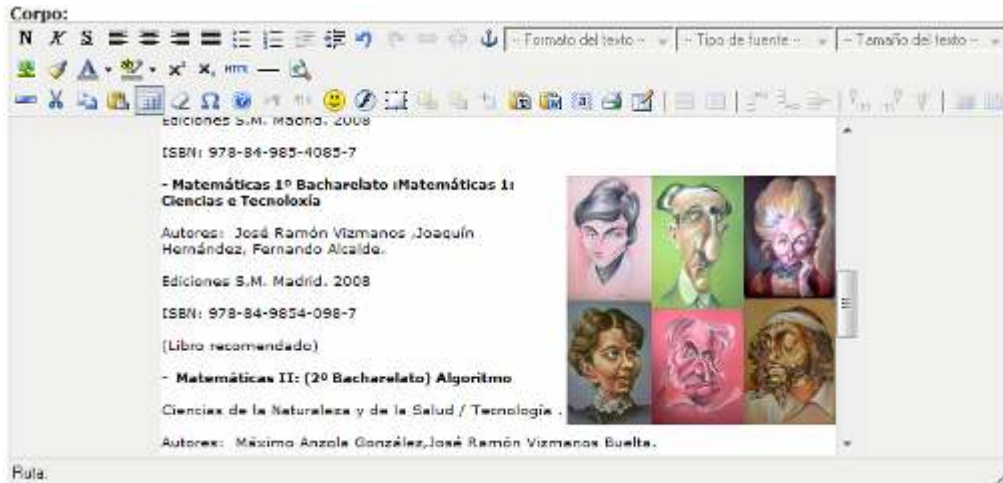 Corpo:
N K S -- Formato del texto -- -- Tipo de fuente -- -- Tamaño del texto --
HTML
Ediciones S.M. Madrid. 2008
ISBN: 978-84-985-4085-7
- Matemáticas 1º Bacharelato :Matemáticas 1:
Ciencias e Tecnoloxía
Autores: José Ramón Vizmanos ,Joaquín
Hernández, Fernando Alcaide.
Ediciones S.M. Madrid. 2008
ISBN: 978-84-9854-098-7
(Libro recomendado)
- Matemáticas II: (2º Bacharelato) Algoritmo
Ciencias de la Naturaleza y de la Salud / Tecnología .
Autores: Máximo Anzola González,José Ramón Vizmanos Buelta.
Ruta: